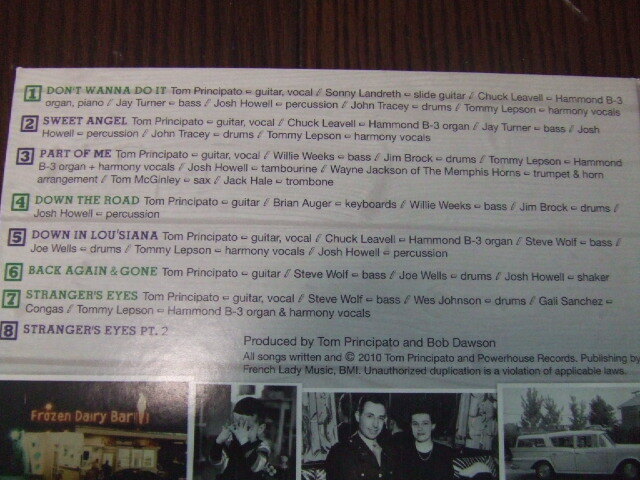 1 DON'T WANNA DO IT Tom Principato – guitar, vocal // Sonny Landreth – slide guitar // Chuck Leavell – Hammond B-3
organ, piano // Jay Turner – bass // Josh Howell – percussion // John Tracey – drums // Tommy Lepson – harmony vocals
2 SWEET ANGEL Tom Principato – guitar, vocal // Chuck Leavell – Hammond B-3 organ // Jay Turner – bass // Josh
Howell – percussion // John Tracey – drums // Tommy Lepson – harmony vocals
3 PART OF ME Tom Principato – guitar, vocal // Willie Weeks – bass // Jim Brock – drums // Tommy Lepson – Hammond
B-3 organ + harmony vocals // Josh Howell – tambourine // Wayne Jackson of The Memphis Horns – trumpet & horn
arrangement // Tom McGinley – sax // Jack Hale – trombone
4 DOWN THE ROAD Tom Principato – guitar // Brian Auger – keyboards // Willie Weeks – bass // Jim Brock – drums //
Josh Howell – percussion
5 DOWN IN LOU'SIANA Tom Principato – guitar, vocal // Chuck Leavell – Hammond B-3 organ // Steve Wolf – bass //
Joe Wells – drums // Tommy Lepson – harmony vocals // Josh Howell – percussion
6 BACK AGAIN & GONE Tom Principato – guitar // Steve Wolf – bass // Joe Wells – drums // Josh Howell – shaker
7 STRANGER'S EYES Tom Principato – guitar, vocal // Steve Wolf – bass // Wes Johnson – drums // Gali Sanchez –
Congas // Tommy Lepson – Hammond B-3 organ & harmony vocals
8 STRANGER'S EYES PT. 2
Produced by Tom Principato and Bob Dawson
All songs written and © 2010 Tom Principato and Powerhouse Records. Publishing by
French Lady Music, BMI. Unauthorized duplication is a violation of applicable laws.
Frozen Dairy Bar